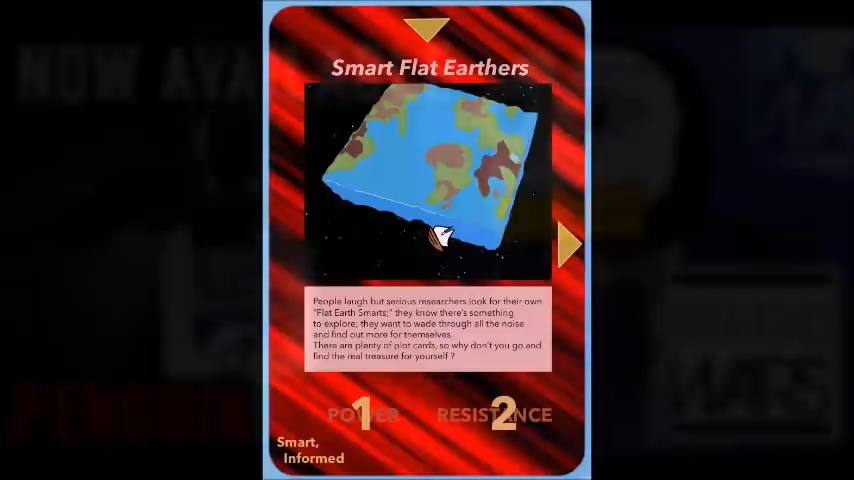 NOW AVA
Smart Flat Earthers
People laugh but serious researchers look for their own
"Flat Earth Smarts;" they know there's something
to explore; they want to wade through all the noise
and find out more for themselves.
There are plenty of plot cards, so why don't you go and
find the real treasure for yourself ?
POWER 1
RESISTANCE 2
WARS
Smart,
Informed